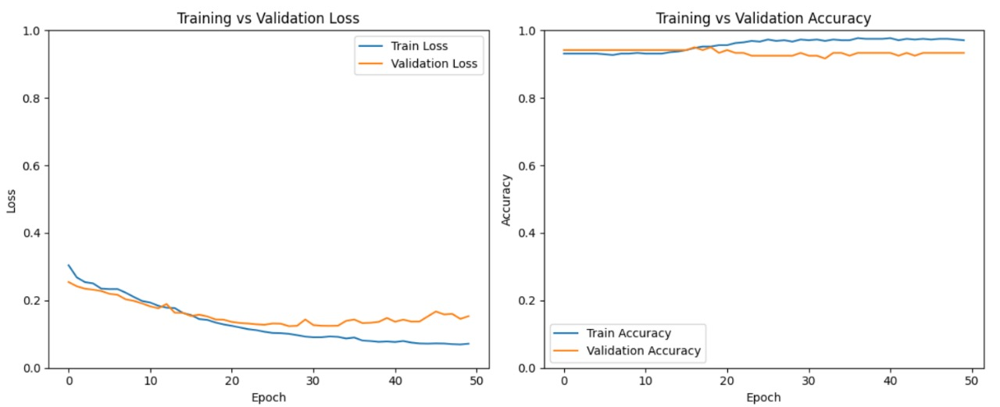 Training vs Validation Loss
1.0
0.8
0.6
0.4
0.2
0.0
Loss
Train Loss
Validation Loss
0 10 20 30 40 50
Epoch
Training vs Validation Accuracy
1.0
0.8
0.6
0.4
0.2
0.0
Accuracy
Train Accuracy
Validation Accuracy
0 10 20 30 40 50
Epoch